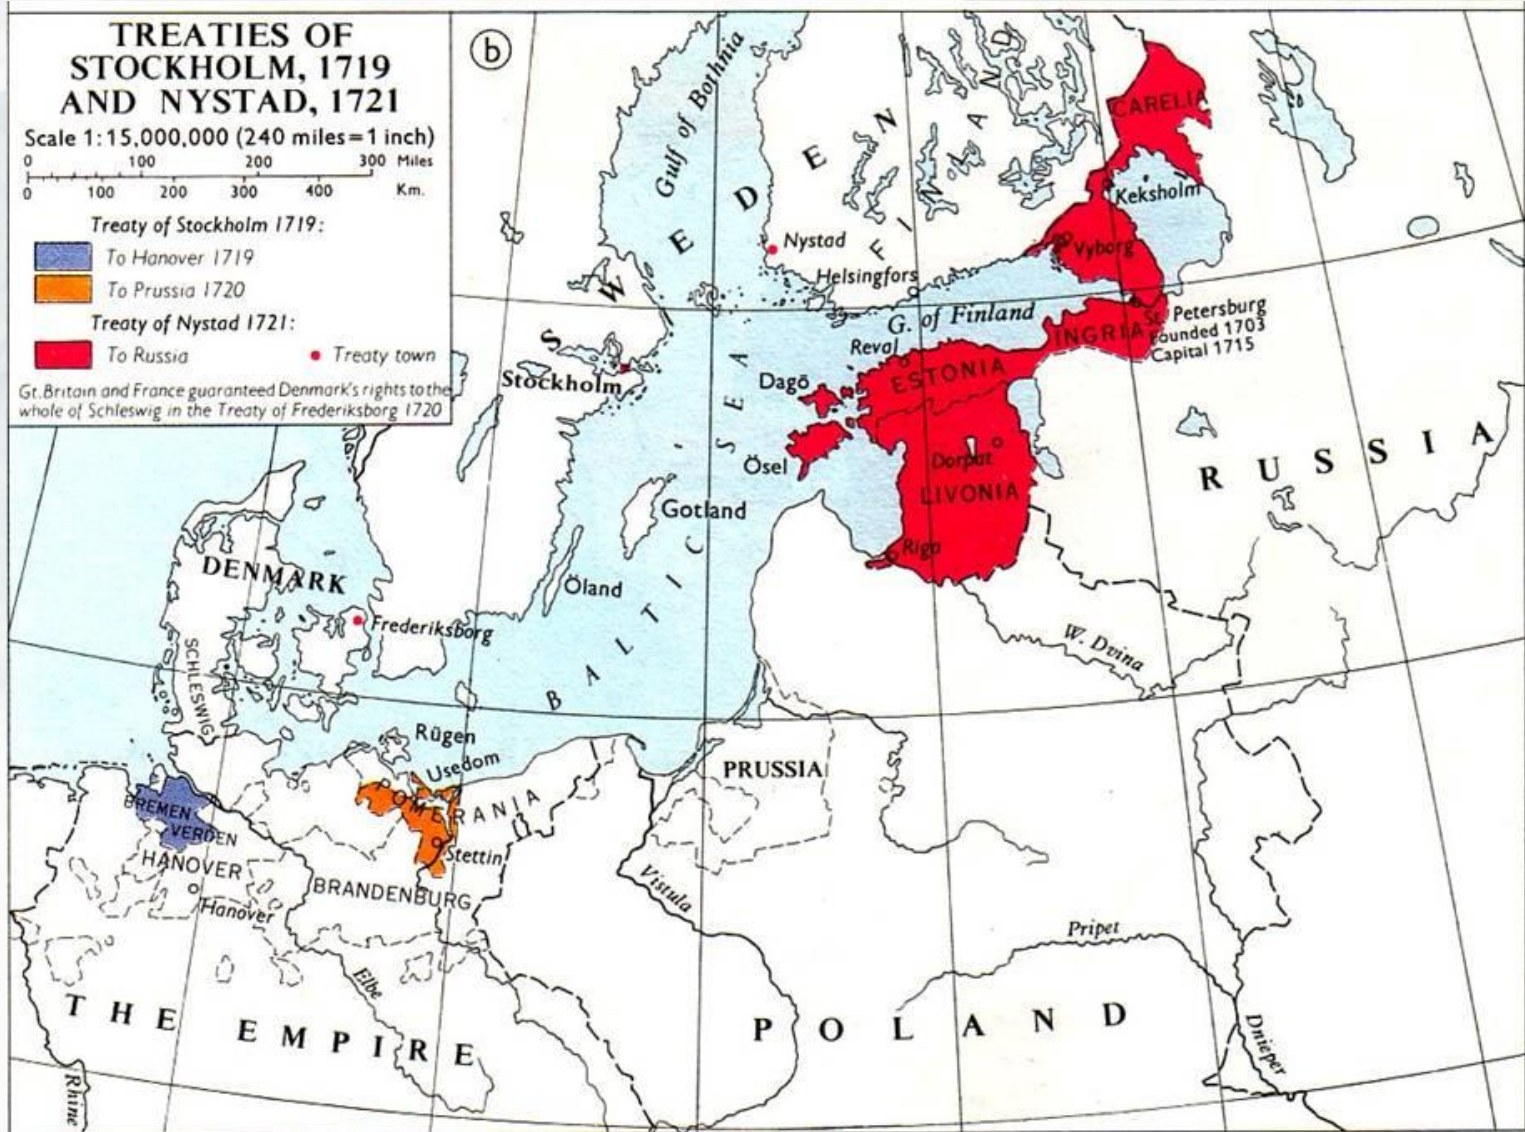 TREATIES OF
STOCKHOLM, 1719
AND NYSTAD, 1721
Scale 1:15,000,000 (240 miles=1 inch)
0 100 200 300 Miles
0 100 200 300 400 Km.
Treaty of Stockholm 1719:
To Hanover 1719
To Prussia 1720
Treaty of Nystad 1721:
To Russia
Treaty town
Gt.Britain and France guaranteed Denmark's rights to the
whole of Schleswig in the Treaty of Frederiksborg 1720
b
Gulf of Bothnia
SWEDEN
FINLAND
CARELIA
Keksholm
Nystad
Vyborg
Helsingfors
G. of Finland
St. Petersburg
Founded 1703
Capital 1715
INGRIA
Reval
ESTONIA
Stockholm
Dagö
Ösel
Dorpat
LIVONIA
RUSSIA
Gotland
BALTIC SEA
Riga
DENMARK
Öland
Frederiksborg
W. Dvina
SCHLESWIG
Rügen
Usedom
PRUSSIA
POMERANIA
BREMEN-
VERDEN
HANOVER
Stettin
BRANDENBURG
Hanover
Vistula
Pripet
Elbe
THE EMPIRE
POLAND
Dnieper
Rhine